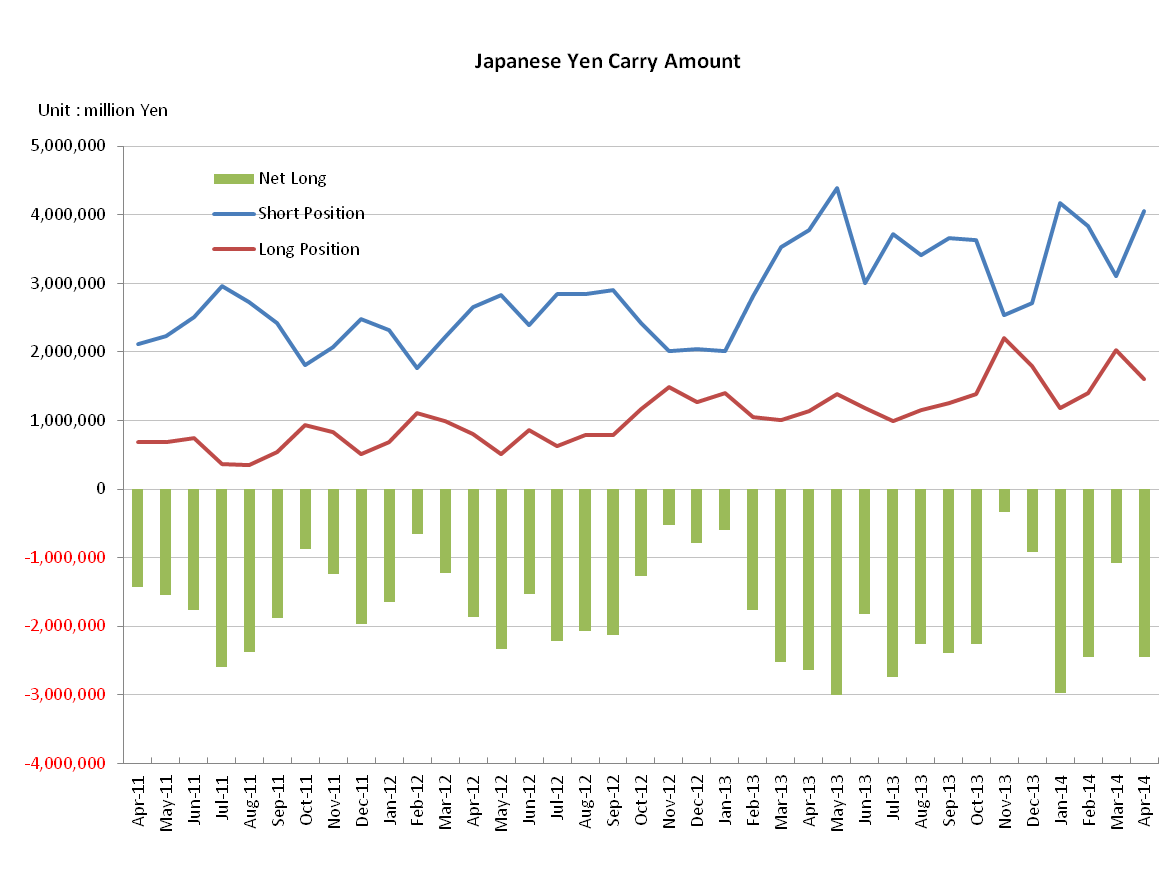 Japanese Yen Carry Amount
Unit : million Yen
5,000,000
4,000,000
3,000,000
2,000,000
1,000,000
0
-1,000,000
-2,000,000
-3,000,000
-4,000,000
Net Long
Short Position
Long Position
Apr-11
May-11
Jun-11
Jul-11
Aug-11
Sep-11
Oct-11
Nov-11
Dec-11
Jan-12
Feb-12
Mar-12
Apr-12
May-12
Jun-12
Jul-12
Aug-12
Sep-12
Oct-12
Nov-12
Dec-12
Jan-13
Feb-13
Mar-13
Apr-13
May-13
Jun-13
Jul-13
Aug-13
Sep-13
Oct-13
Nov-13
Dec-13
Jan-14
Feb-14
Mar-14
Apr-14